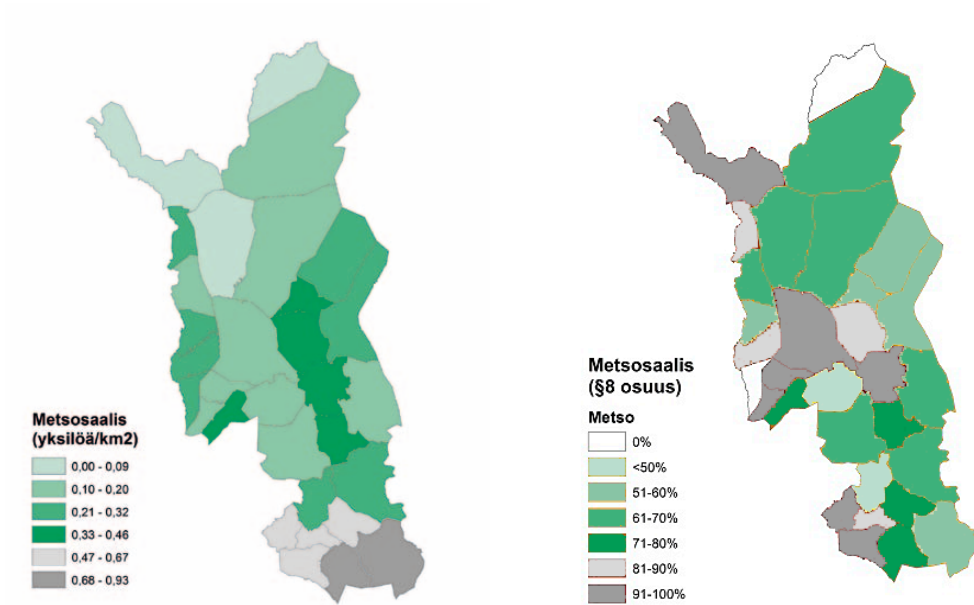 Metsosaalis
(yksilöä/km2)
0,00 - 0,09
0,10 - 0,20
0,21 - 0,32
0,33 - 0,46
0,47 - 0,67
0,68 - 0,93
Metsosaalis
(§8 osuus)
Metso
0%
<50%
51-60%
61-70%
71-80%
81-90%
91-100%